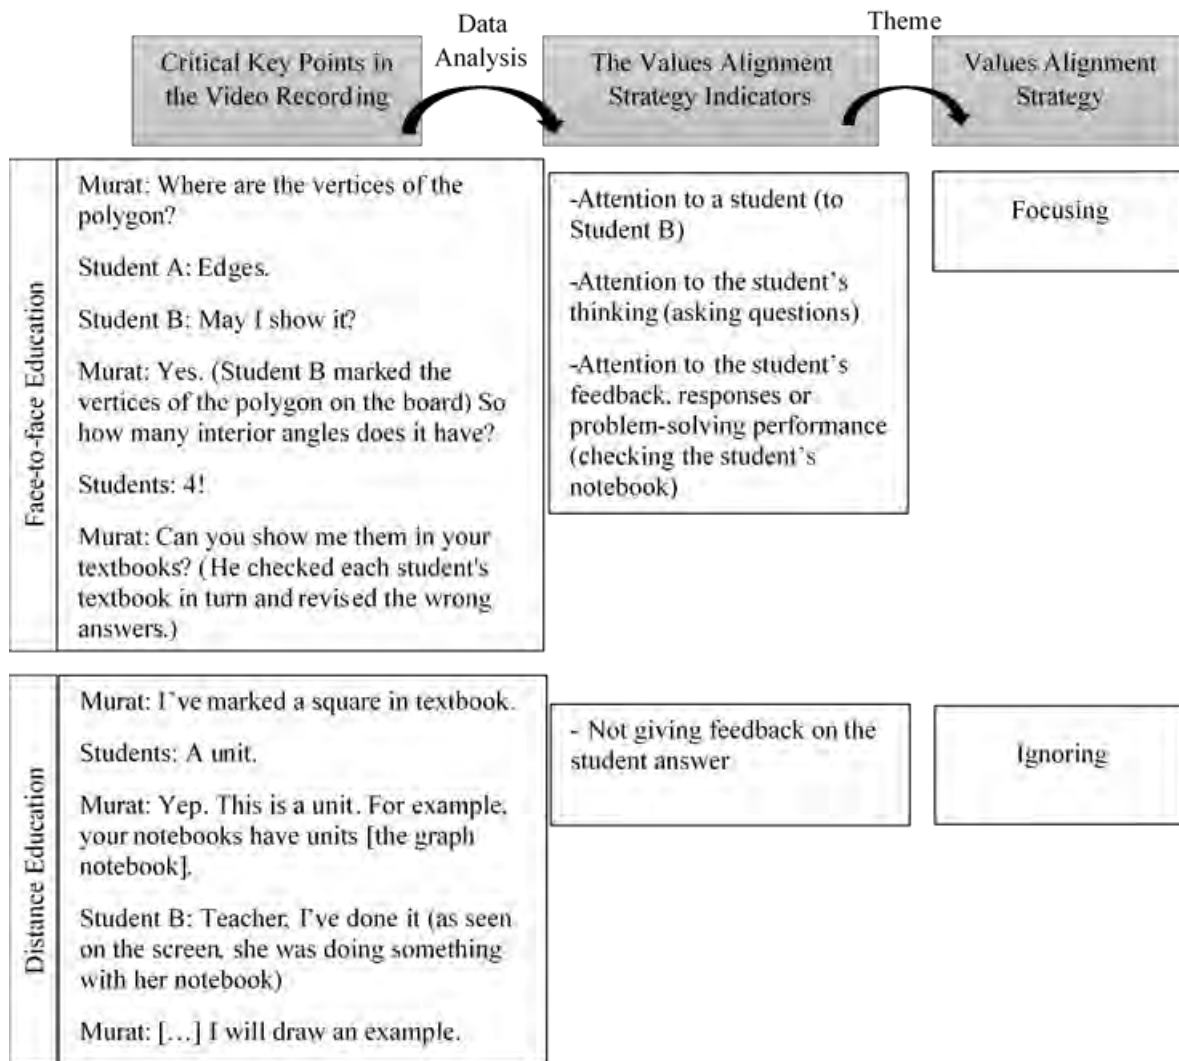 Data
Analysis
Theme
Critical Key Points in
the Video Recording
The Values Alignment
Strategy Indicators
Values Alignment
Strategy
Face-to-face Education
Murat: Where are the vertices of the
polygon?
Student A: Edges.
Student B: May I show it?
Murat: Yes. (Student B marked the
vertices of the polygon on the board) So
how many interior angles does it have?
Students: 4!
Murat: Can you show me them in your
textbooks? (He checked each student's
textbook in turn and revised the wrong
answers.)
-Attention to a student (to
Student B)
-Attention to the student's
thinking (asking questions)
-Attention to the student's
feedback, responses or
problem-solving performance
(checking the student's
notebook)
Focusing
Distance Education
Murat: I've marked a square in textbook.
Students: A unit.
Murat: Yep. This is a unit. For example,
your notebooks have units [the graph
notebook].
Student B: Teacher, I've done it (as seen
on the screen, she was doing something
with her notebook)
Murat: […] I will draw an example.
- Not giving feedback on the
student answer
Ignoring